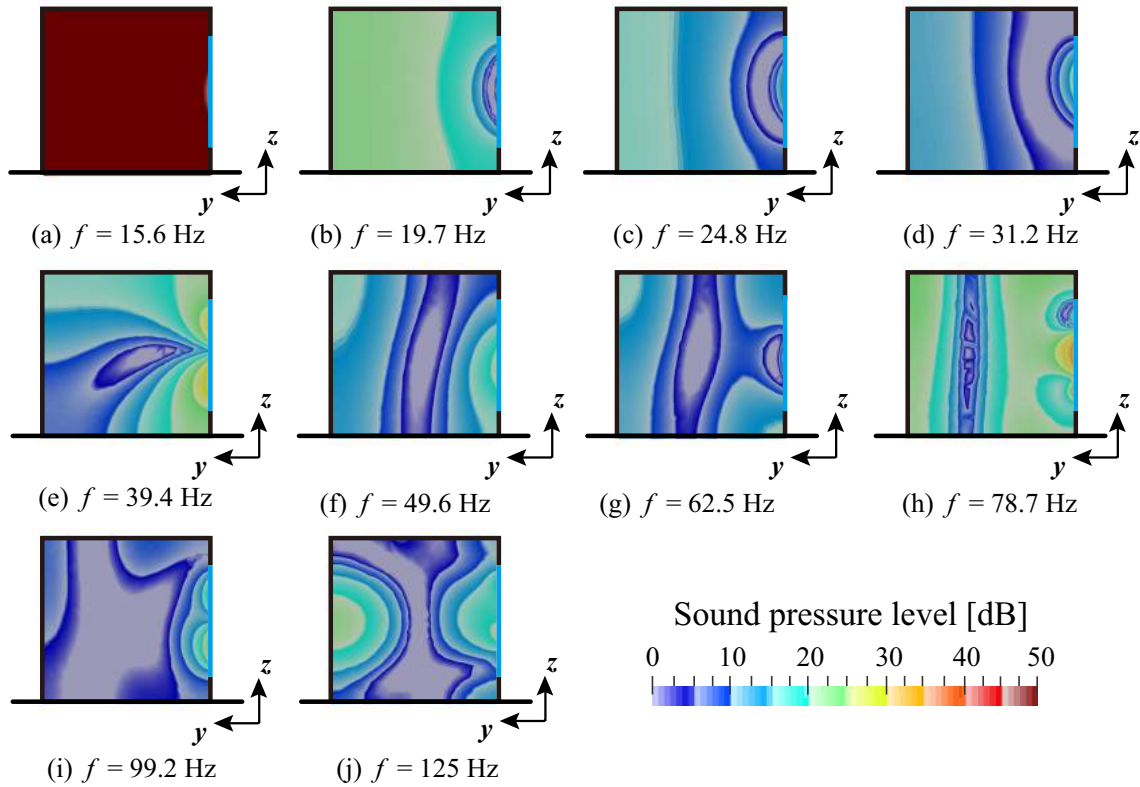 z z z z
y y y y
(a) f = 15.6 Hz (b) f = 19.7 Hz (c) f = 24.8 Hz (d) f = 31.2 Hz
z z z z
y y y y
(e) f = 39.4 Hz (f) f = 49.6 Hz (g) f = 62.5 Hz (h) f = 78.7 Hz
Sound pressure level [dB]
0 10 20 30 40 50
z z
y y
(i) f = 99.2 Hz (j) f = 125 Hz